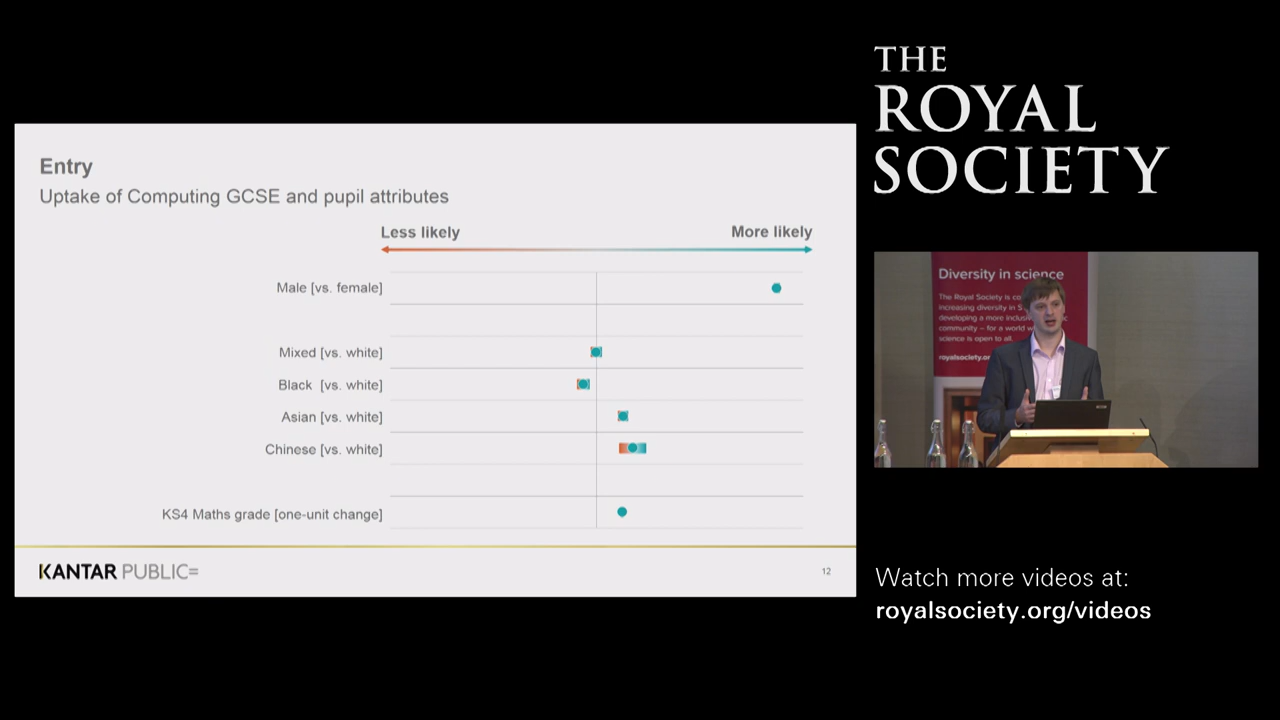 Entry
Uptake of Computing GCSE and pupil attributes
Less likely
More likely
Male [vs. female]
Mixed [vs. white]
Black [vs. white]
Asian [vs. white]
Chinese [vs. white]
KS4 Maths grade [one-unit change]
KANTAR PUBLIC=
12
THE
ROYAL
SOCIETY
Diversity in science
The Royal Society is
increasing diversity in
developing a more
community – for a world
science is open to all.
Watch more videos at:
royalsociety.org/videos